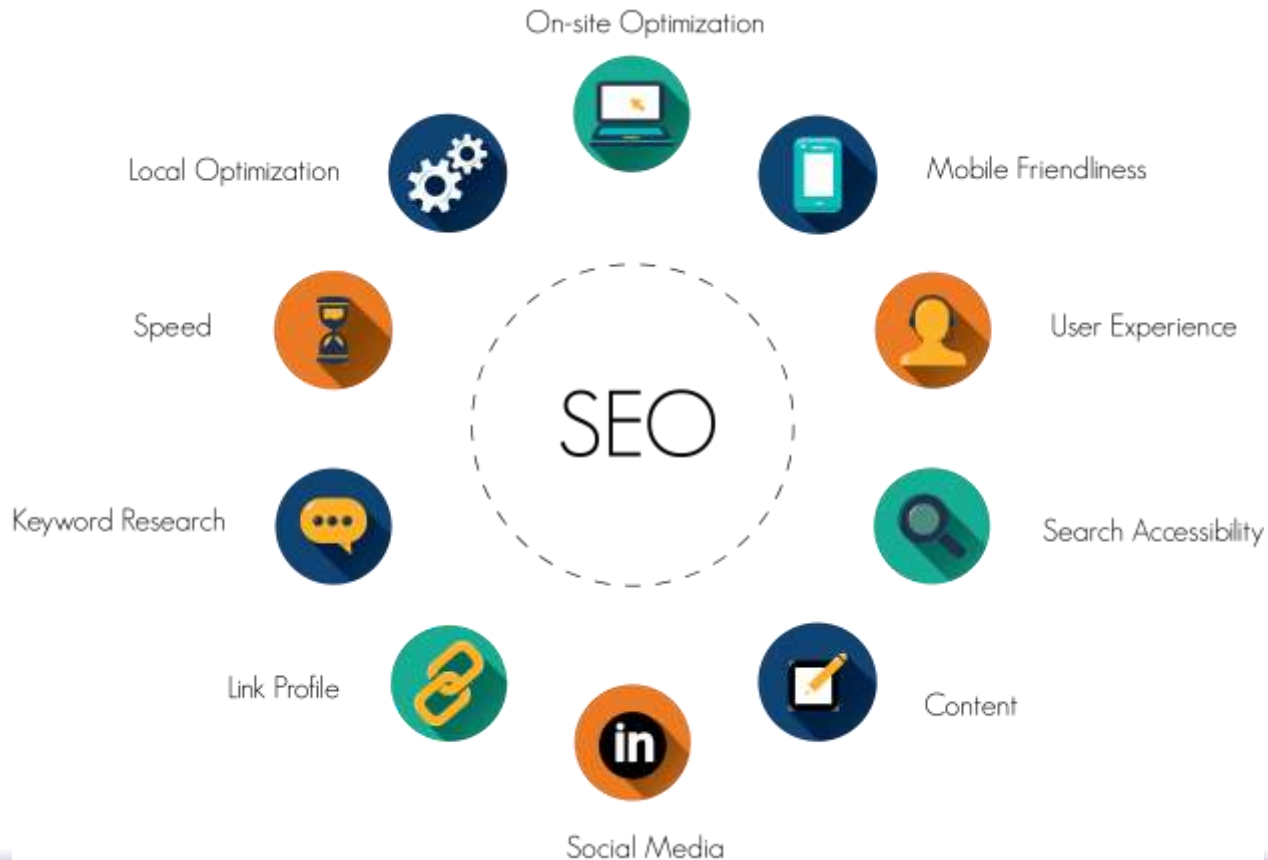 On-site Optimization
Local Optimization
Mobile Friendliness
Speed
User Experience
SEO
Keyword Research
Search Accessibility
Link Profile
Content
in
Social Media